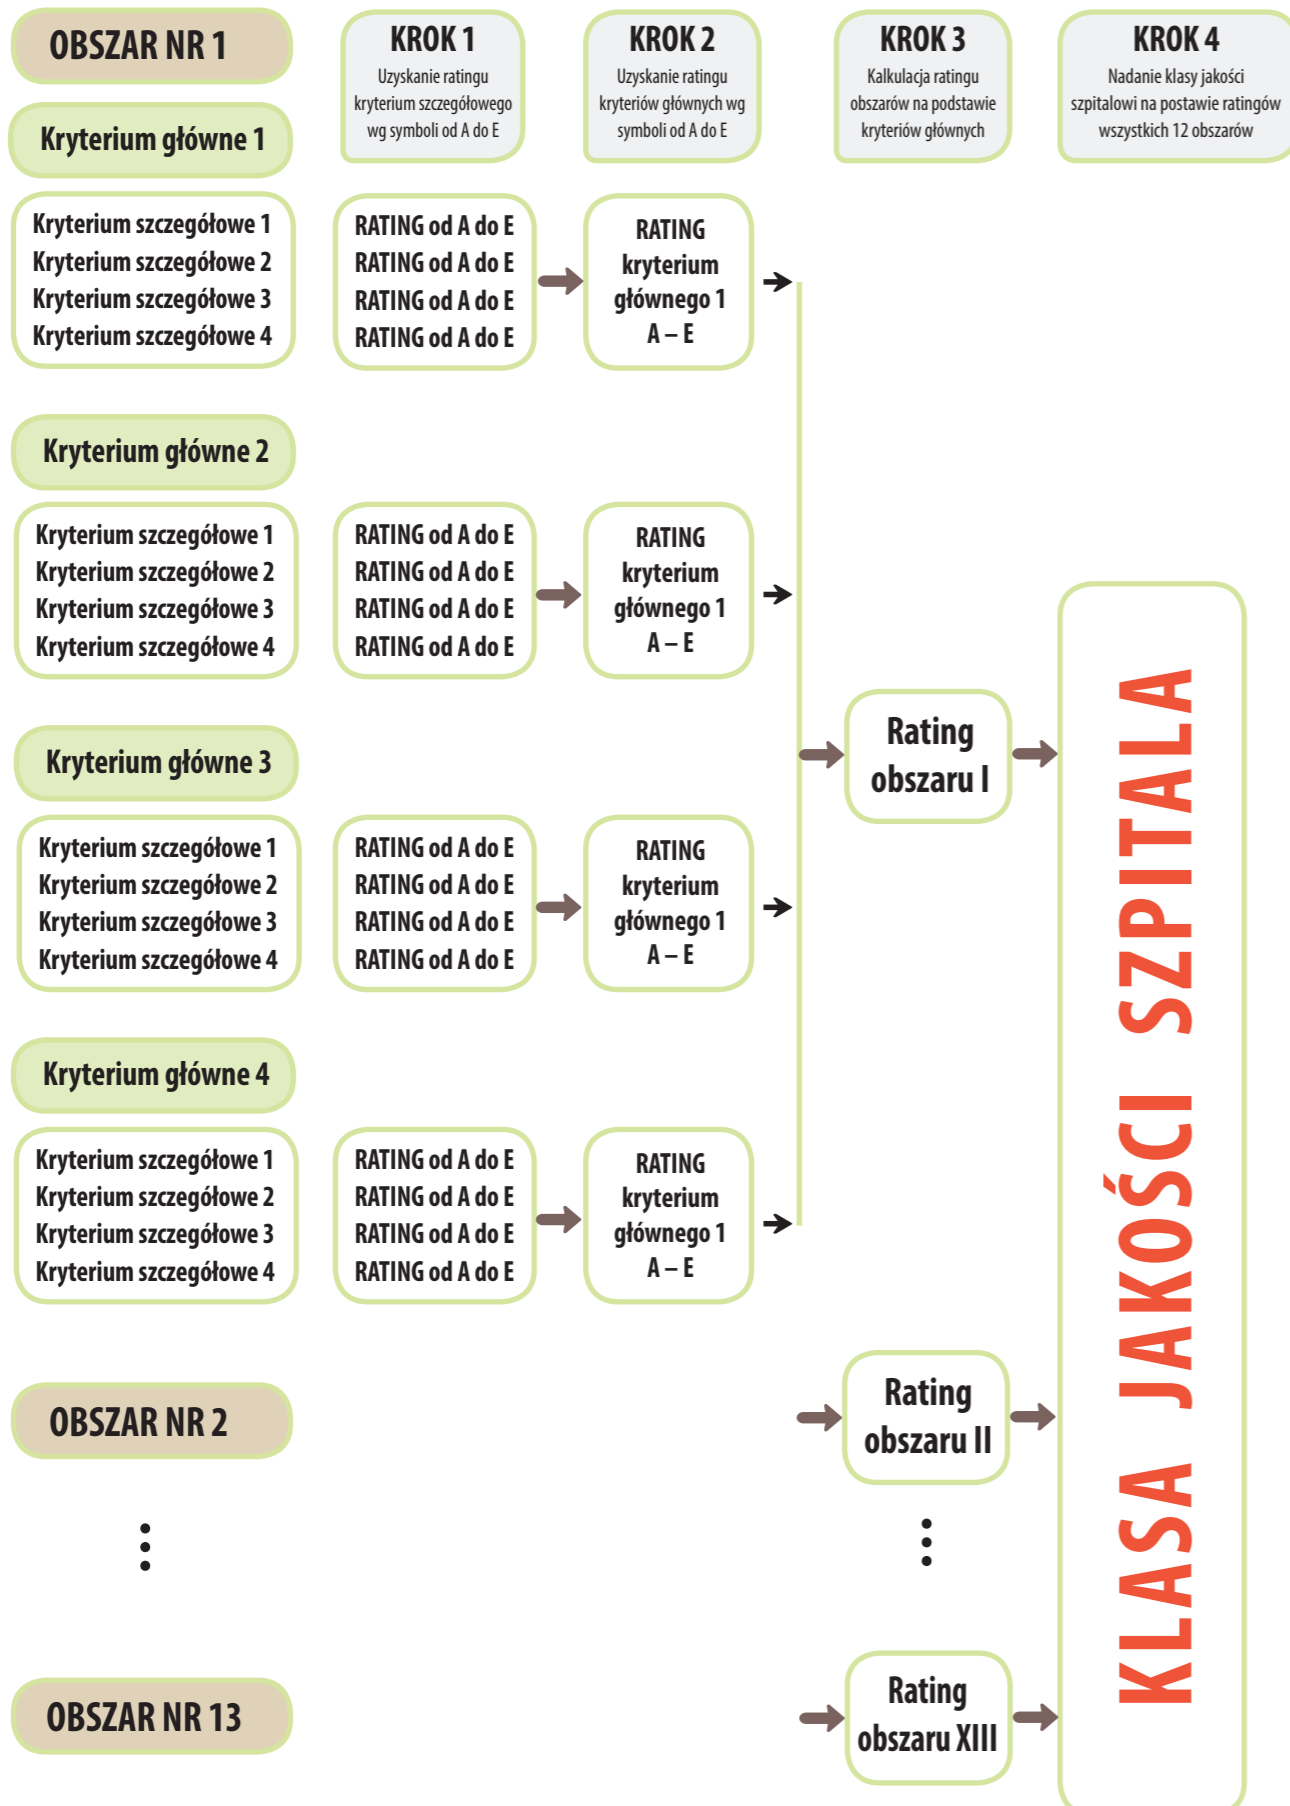 OBSZAR NR 1
KROK 1
Uzyskanie ratingu
kryterium szczegółowego
wg symboli od A do E
KROK 2
Uzyskanie ratingu
kryteriów głównych wg
symboli od A do E
KROK 3
Kalkulacja ratingu
obszarów na podstawie
kryteriów głównych
KROK 4
Nadanie klasy jakości
szpitalowi na postawie ratingów
wszystkich 12 obszarów
Kryterium główne 1
Kryterium szczegółowe 1
Kryterium szczegółowe 2
Kryterium szczegółowe 3
Kryterium szczegółowe 4
RATING od A do E
RATING od A do E
RATING od A do E
RATING od A do E
RATING
kryterium
głównego 1
A – E
Kryterium główne 2
Kryterium szczegółowe 1
Kryterium szczegółowe 2
Kryterium szczegółowe 3
Kryterium szczegółowe 4
RATING od A do E
RATING od A do E
RATING od A do E
RATING od A do E
RATING
kryterium
głównego 1
A – E
Kryterium główne 3
Kryterium szczegółowe 1
Kryterium szczegółowe 2
Kryterium szczegółowe 3
Kryterium szczegółowe 4
RATING od A do E
RATING od A do E
RATING od A do E
RATING od A do E
RATING
kryterium
głównego 1
A – E
Kryterium główne 4
Kryterium szczegółowe 1
Kryterium szczegółowe 2
Kryterium szczegółowe 3
Kryterium szczegółowe 4
RATING od A do E
RATING od A do E
RATING od A do E
RATING od A do E
RATING
kryterium
głównego 1
A – E
Rating
obszaru I
OBSZAR NR 2
Rating
obszaru II
OBSZAR NR 13
Rating
obszaru XIII
KLASA JAKOŚCI SZPITALA